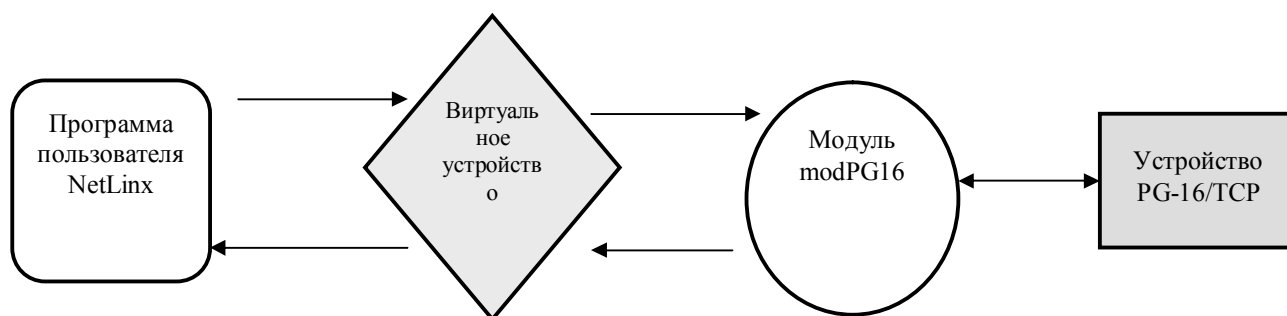 Программа
пользователя
NetLinx
Виртуаль
ное
устройств
о
Модуль
modPG16
Устройство
PG-16/TCP